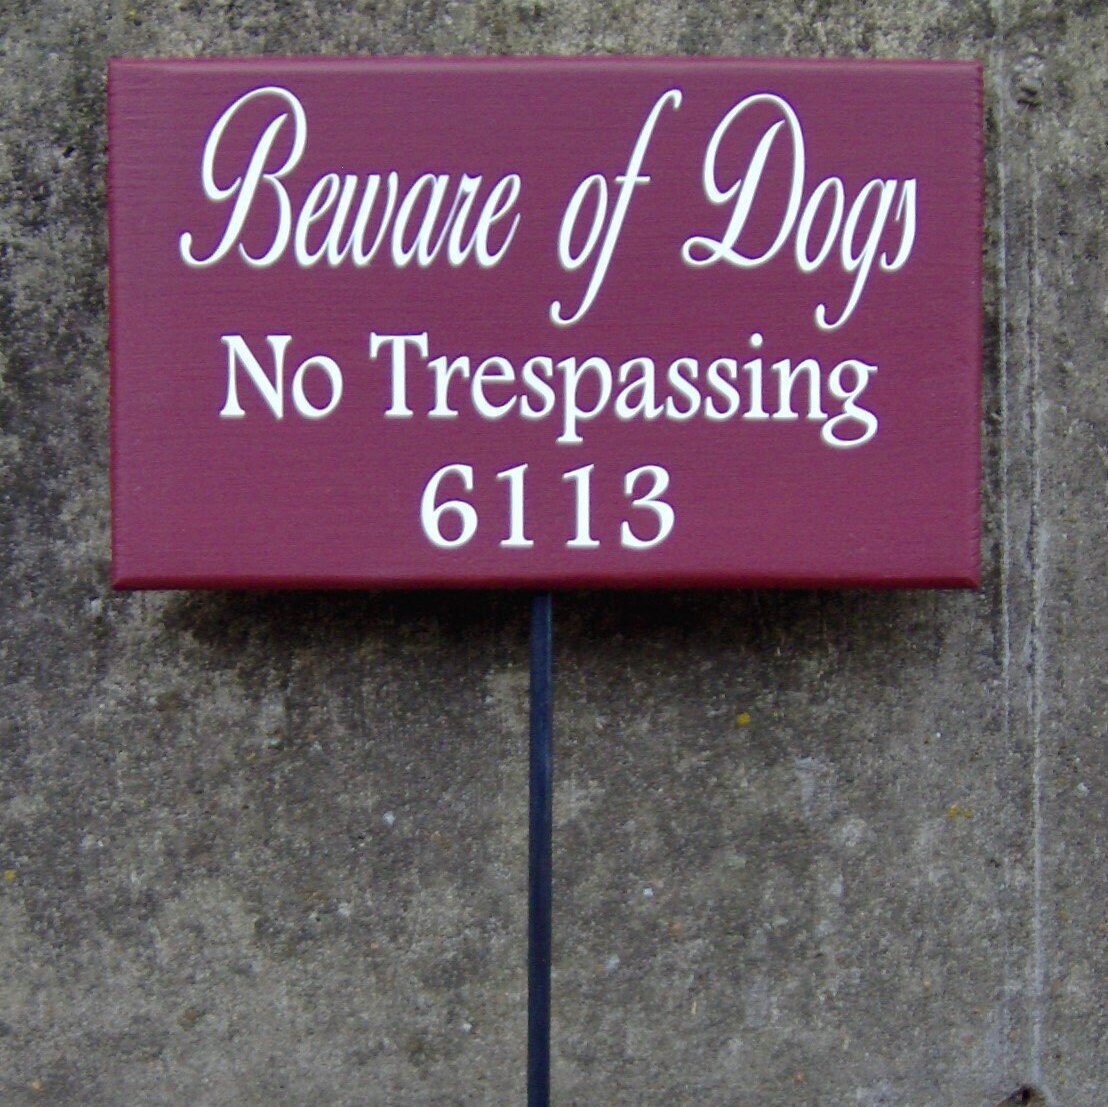 Beware of Dogs
No Trespassing
6113